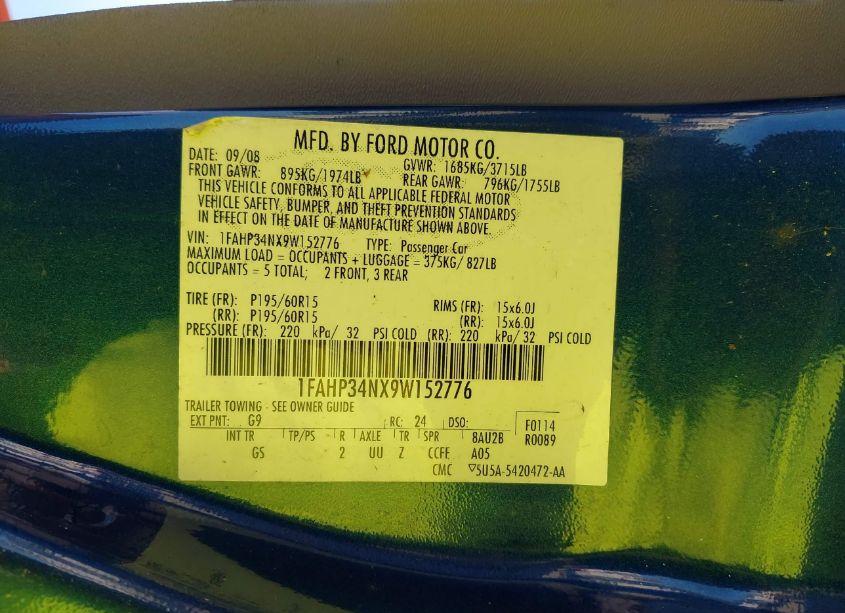 MFD. BY FORD MOTOR CO.
DATE: 09/08 GVWR: 1685KG/3715LB
FRONT GAWR: 895KG/1974LB REAR GAWR: 796KG/1755LB
THIS VEHICLE CONFORMS TO ALL APPLICABLE FEDERAL MOTOR
VEHICLE SAFETY, BUMPER, AND THEFT PREVENTION STANDARDS
IN EFFECT ON THE DATE OF MANUFACTURE SHOWN ABOVE.
VIN: 1FAHP34NX9W152776 TYPE: Passenger Car
MAXIMUM LOAD = OCCUPANTS + LUGGAGE = 375KG/ 827LB
OCCUPANTS = 5 TOTAL; 2 FRONT, 3 REAR
TIRE (FR): P195/60R15 RIMS (FR): 15x6.0J
(RR): P195/60R15 (RR): 15x6.0J
PRESSURE (FR): 220 kPa/ 32 PSI COLD (RR): 220 kPa/ 32 PSI COLD
1FAHP34NX9W152776
TRAILER TOWING - SEE OWNER GUIDE
EXT PNT: G9 RC: 24 DSO: F0114
INT TR TP/PS R AXLE TR SPR 8AU2B R0089
GS 2 UU Z CCFE A05
CMC ▽5U5A-5420472-AA